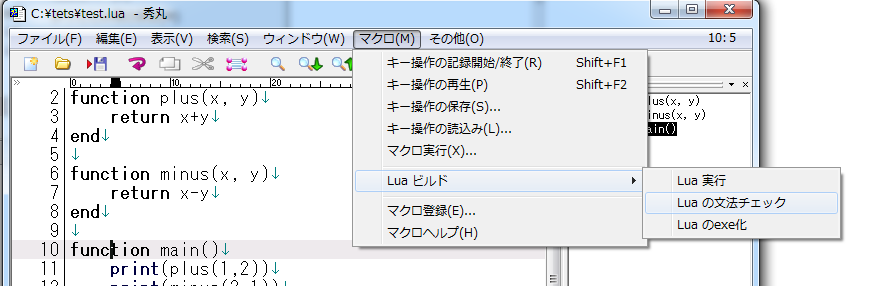 C:¥tets¥test.lua - 秀丸
ファイル(F) 編集(E) 表示(V) 検索(S) ウィンドウ(W) マクロ(M) その他(O) 10: 5
キー操作の記録開始/終了(R) Shift+F1
キー操作の再生(P) Shift+F2
キー操作の保存(S)...
キー操作の読込み(L)...
マクロ実行(X)...
Lua ビルド
マクロ登録(E)...
マクロヘルプ(H)
Lua 実行
Lua の文法チェック
Lua のexe化
0 10 20
2 function plus(x, y)↓
3 return x+y↓
4 end↓
5 ↓
6 function minus(x, y)↓
7 return x-y↓
8 end↓
9 ↓
10 function main()↓
11 print(plus(1,2))↓